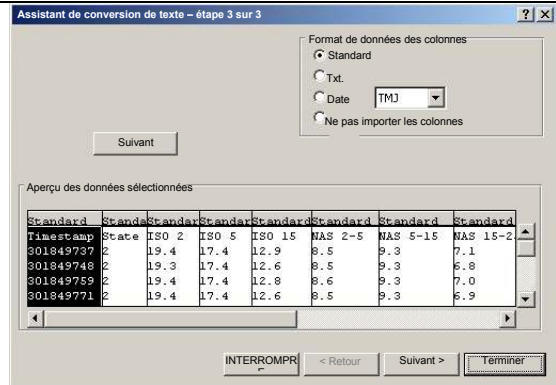 Assistant de conversion de texte – étape 3 sur 3
Format de données des colonnes
Standard
Txt.
Date TMJ
Ne pas importer les colonnes
Suivant
Aperçu des données sélectionnées
Standard Standa Standar Standar Standard Standard Standard Standard
Timestamp State ISO 2 ISO 5 ISO 15 NAS 2-5 NAS 5-15 NAS 15-2
301849737 2 19.4 17.4 12.9 8.5 9.3 7.1
301849748 2 19.3 17.4 12.6 8.5 9.3 6.8
301849759 2 19.4 17.4 12.8 8.6 9.3 7.0
301849771 2 19.4 17.4 12.6 8.5 9.3 6.9
INTERROMPR < Retour Suivant > Terminer